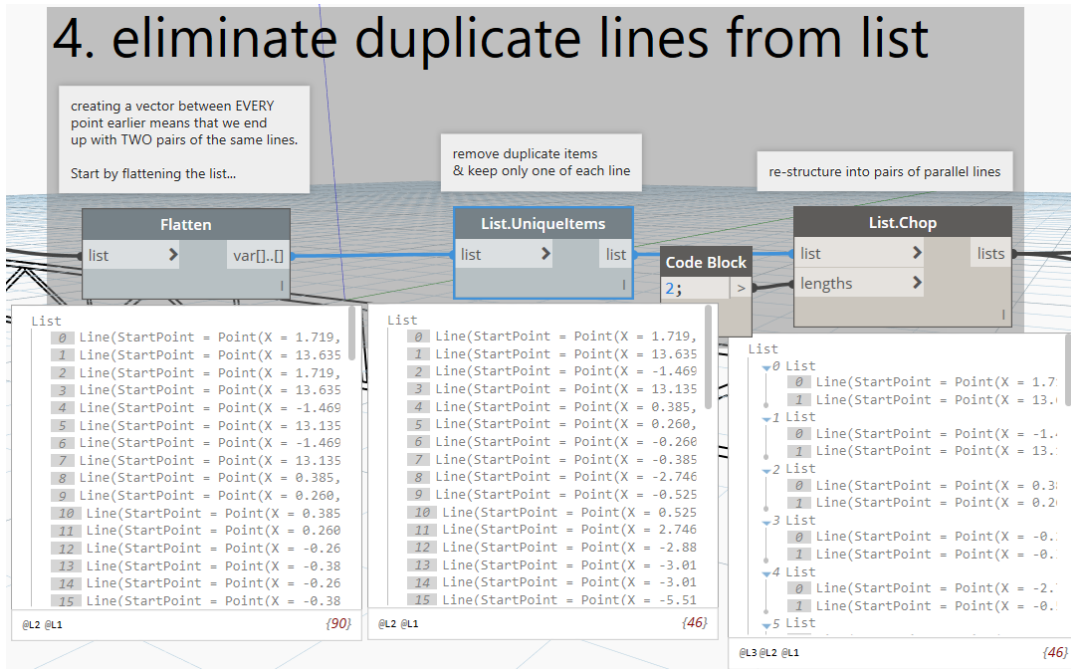 4. eliminate duplicate lines from list
creating a vector between EVERY
point earlier means that we end
up with TWO pairs of the same lines.
Start by flattening the list...
remove duplicate items
& keep only one of each line
re-structure into pairs of parallel lines
Flatten
list > var[]..[]
l
List.UniqueItems
list > list
l
Code Block
2; >
List.Chop
list > lists
lengths >
l
List
0 Line(StartPoint = Point(X = 1.719,
1 Line(StartPoint = Point(X = 13.635
2 Line(StartPoint = Point(X = 1.719,
3 Line(StartPoint = Point(X = 13.635
4 Line(StartPoint = Point(X = -1.469
5 Line(StartPoint = Point(X = 13.135
6 Line(StartPoint = Point(X = -1.469
7 Line(StartPoint = Point(X = 13.135
8 Line(StartPoint = Point(X = 0.385,
9 Line(StartPoint = Point(X = 0.260,
10 Line(StartPoint = Point(X = 0.385
11 Line(StartPoint = Point(X = 0.260
12 Line(StartPoint = Point(X = -0.26
13 Line(StartPoint = Point(X = -0.38
14 Line(StartPoint = Point(X = -0.26
15 Line(StartPoint = Point(X = -0.38
@L2 @L1 {90}
List
0 Line(StartPoint = Point(X = 1.719,
1 Line(StartPoint = Point(X = 13.635
2 Line(StartPoint = Point(X = -1.469
3 Line(StartPoint = Point(X = 13.135
4 Line(StartPoint = Point(X = 0.385,
5 Line(StartPoint = Point(X = 0.260,
6 Line(StartPoint = Point(X = -0.260
7 Line(StartPoint = Point(X = -0.385
8 Line(StartPoint = Point(X = -2.746
9 Line(StartPoint = Point(X = -0.525
10 Line(StartPoint = Point(X = 0.525
11 Line(StartPoint = Point(X = 2.746
12 Line(StartPoint = Point(X = -2.88
13 Line(StartPoint = Point(X = -3.01
14 Line(StartPoint = Point(X = -3.01
15 Line(StartPoint = Point(X = -5.51
@L2 @L1 {46}
List
0 List
0 Line(StartPoint = Point(X = 1.7
1 Line(StartPoint = Point(X = 13.
1 List
0 Line(StartPoint = Point(X = -1.
1 Line(StartPoint = Point(X = 13.
2 List
0 Line(StartPoint = Point(X = 0.3
1 Line(StartPoint = Point(X = 0.2
3 List
0 Line(StartPoint = Point(X = -0.
1 Line(StartPoint = Point(X = -0.
4 List
0 Line(StartPoint = Point(X = -2.
1 Line(StartPoint = Point(X = -0.
5 List
@L3 @L2 @L1 {46}